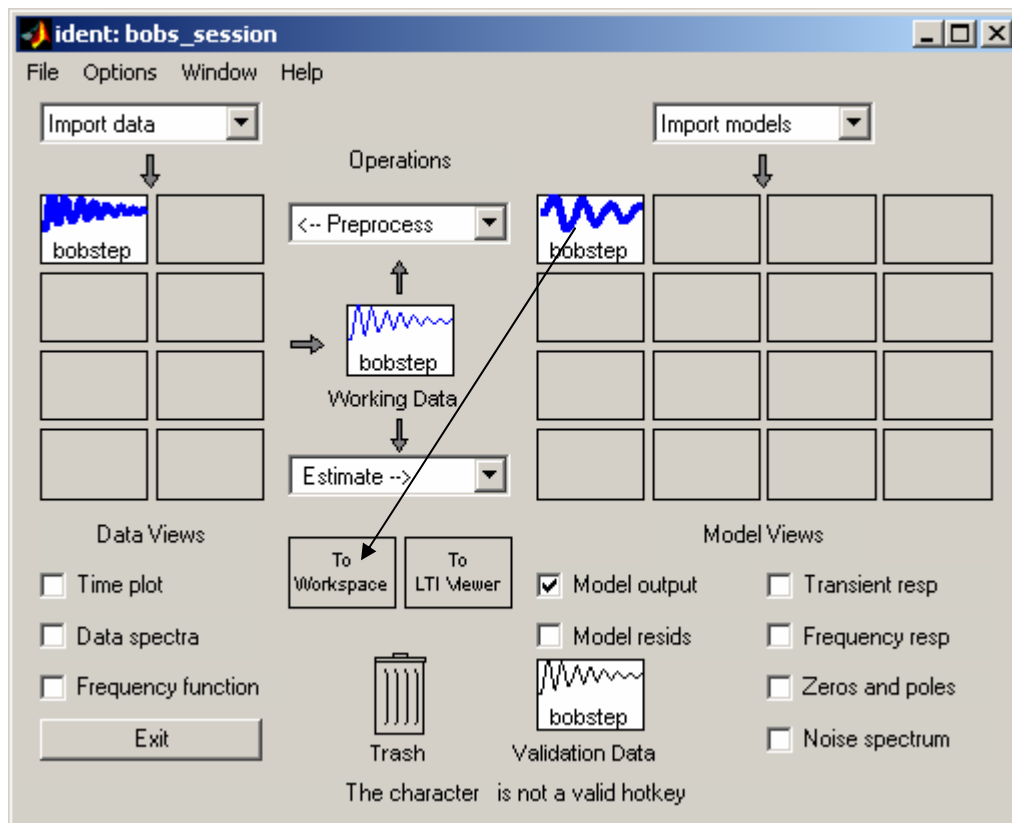 ident: bobs_session
File Options Window Help
Import data
Import models
Operations
<-- Preprocess
bobstep
bobstep
bobstep
Working Data
Estimate -->
Data Views
Model Views
To
Workspace
To
LTI Viewer
Time plot
Data spectra
Frequency function
Model output
Model resids
Transient resp
Frequency resp
Zeros and poles
Noise spectrum
bobstep
Exit
Trash
Validation Data
The character is not a valid hotkey